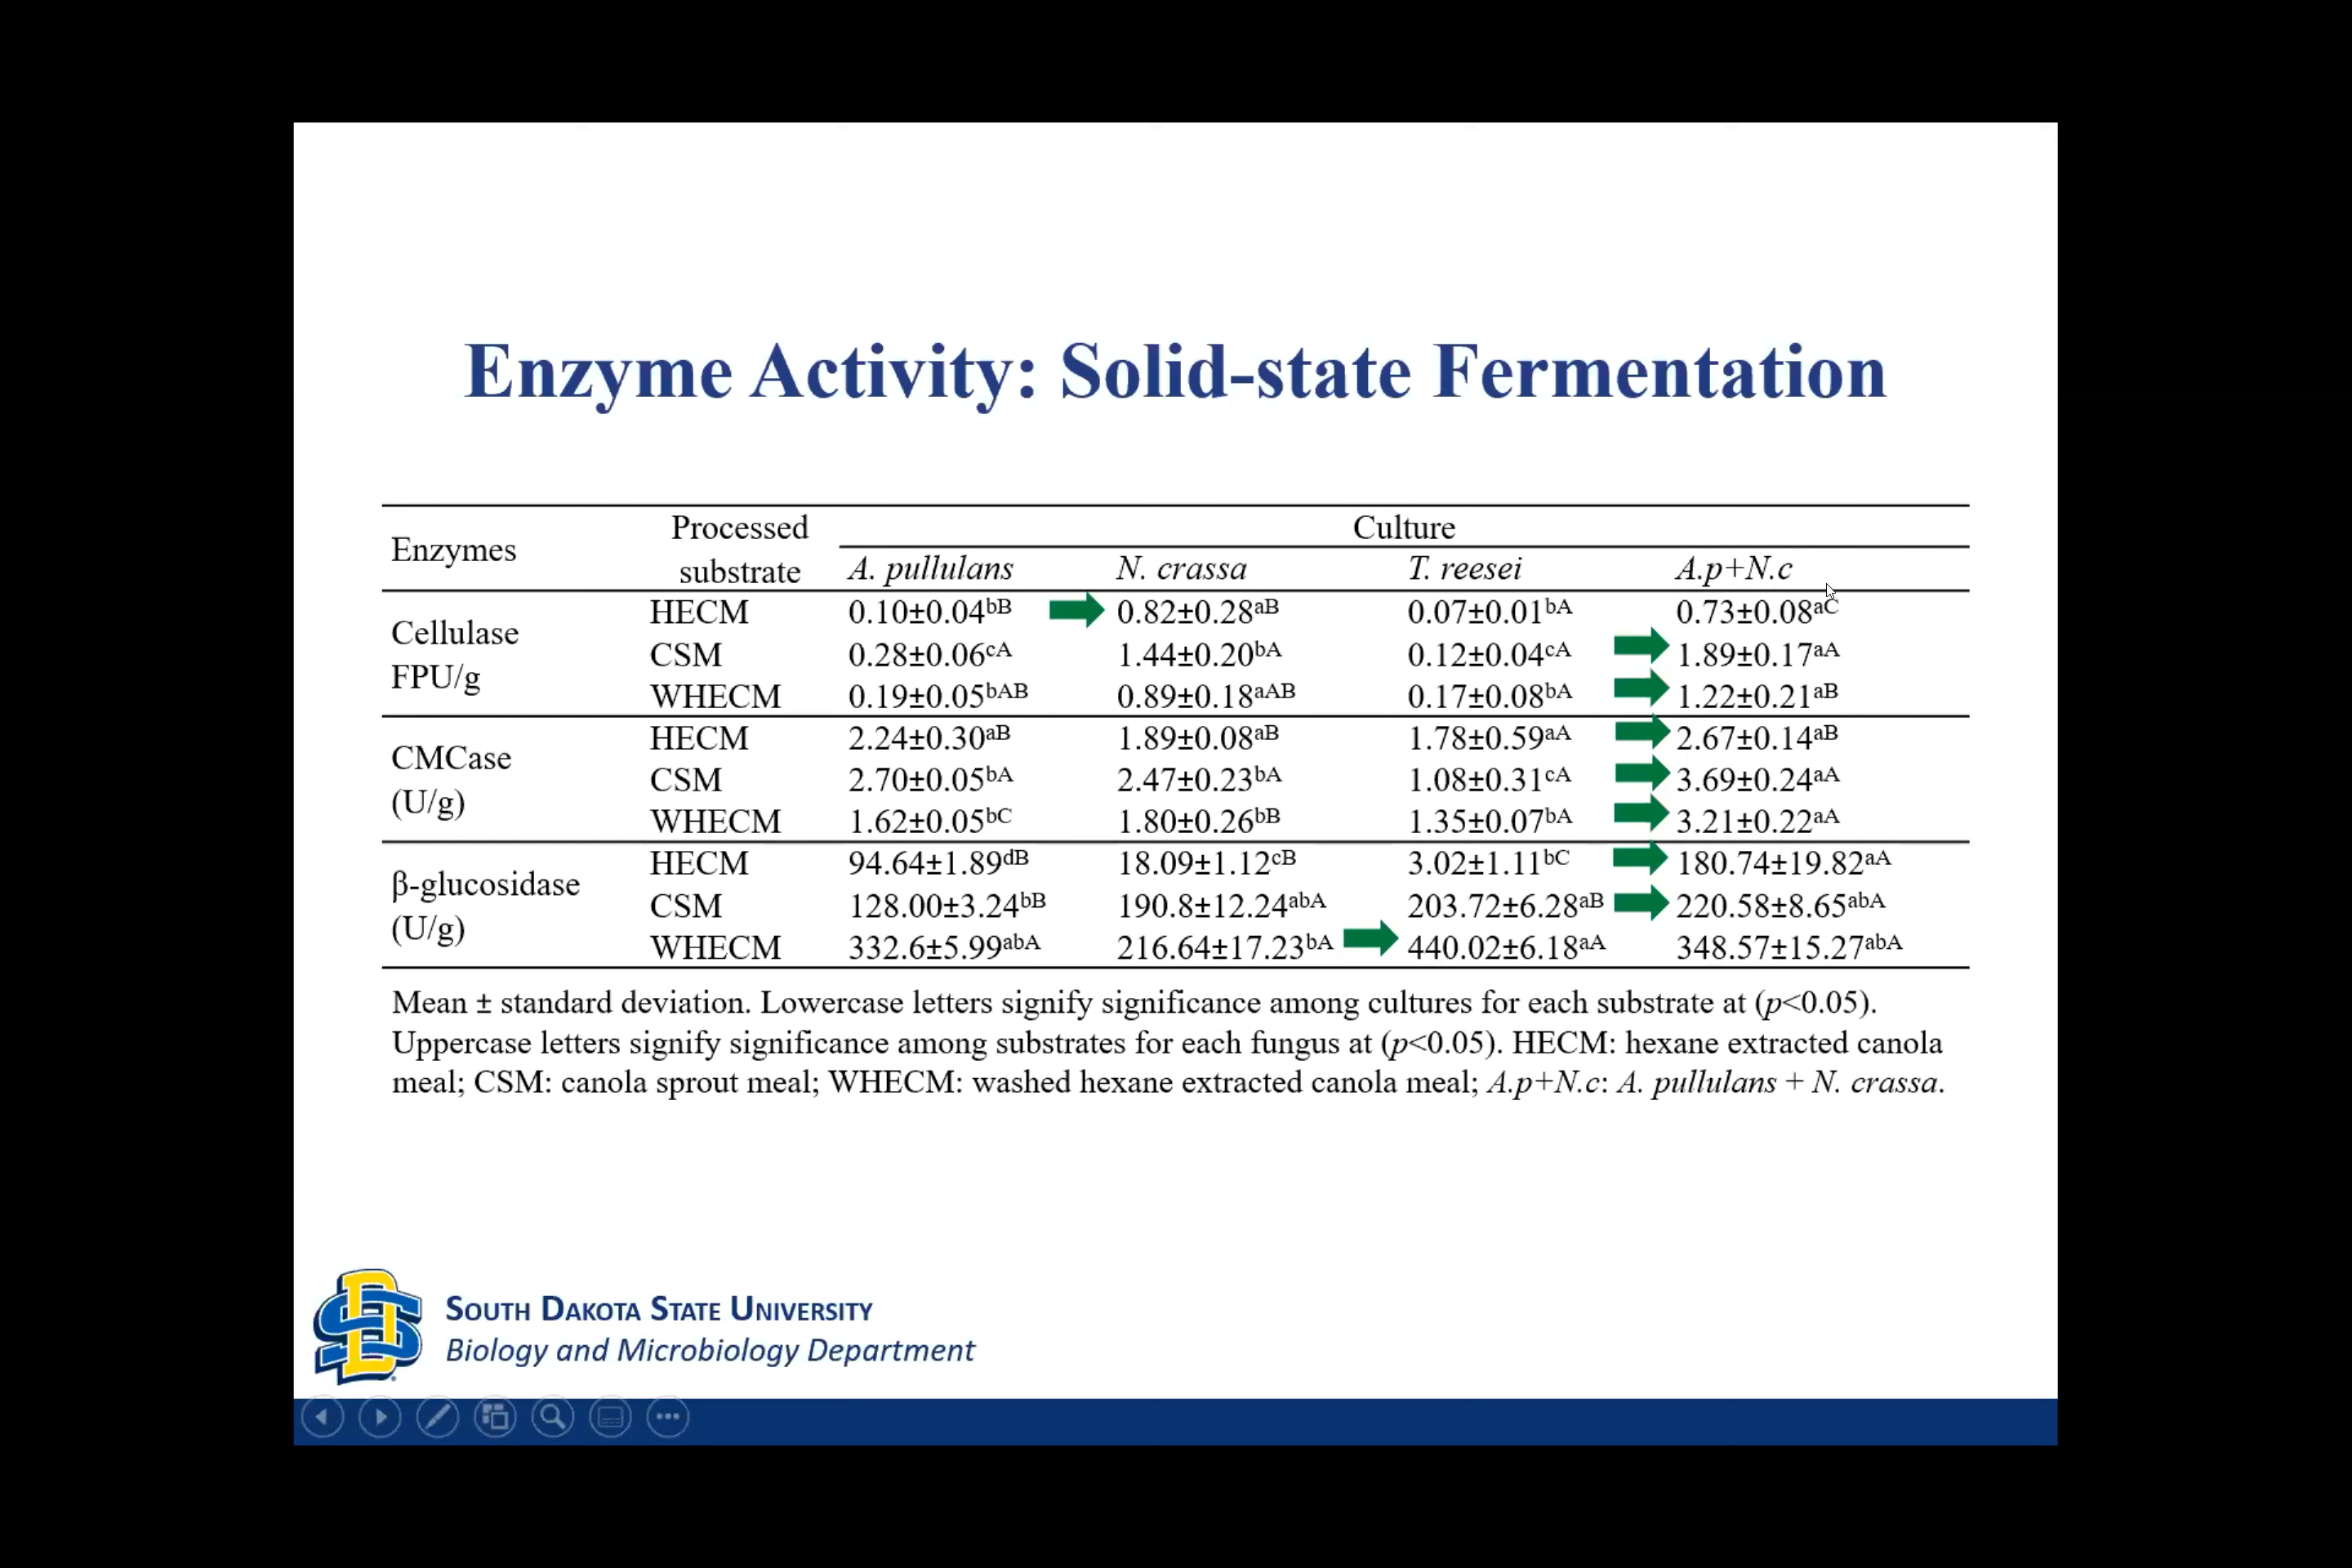 Enzyme Activity: Solid-state Fermentation
Enzymes Processed substrate Culture
A. pullulans N. crassa T. reesei A.p+N.c
Cellulase FPU/g
HECM 0.10±0.04bB 0.82±0.28aB 0.07±0.01bA 0.73±0.08aC
CSM 0.28±0.06cA 1.44±0.20bA 0.12±0.04cA 1.89±0.17aA
WHECM 0.19±0.05bAB 0.89±0.18aAB 0.17±0.08bA 1.22±0.21aB
CMCase (U/g)
HECM 2.24±0.30aB 1.89±0.08aB 1.78±0.59aA 2.67±0.14aB
CSM 2.70±0.05bA 2.47±0.23bA 1.08±0.31cA 3.69±0.24aA
WHECM 1.62±0.05bC 1.80±0.26bB 1.35±0.07bA 3.21±0.22aA
β-glucosidase (U/g)
HECM 94.64±1.89dB 18.09±1.12cB 3.02±1.11bC 180.74±19.82aA
CSM 128.00±3.24bB 190.8±12.24abA 203.72±6.28aB 220.58±8.65abA
WHECM 332.6±5.99abA 216.64±17.23bA 440.02±6.18aA 348.57±15.27abA
Mean ± standard deviation. Lowercase letters signify significance among cultures for each substrate at (p<0.05).
Uppercase letters signify significance among substrates for each fungus at (p<0.05). HECM: hexane extracted canola
meal; CSM: canola sprout meal; WHECM: washed hexane extracted canola meal; A.p+N.c: A. pullulans + N. crassa.
SOUTH DAKOTA STATE UNIVERSITY
Biology and Microbiology Department